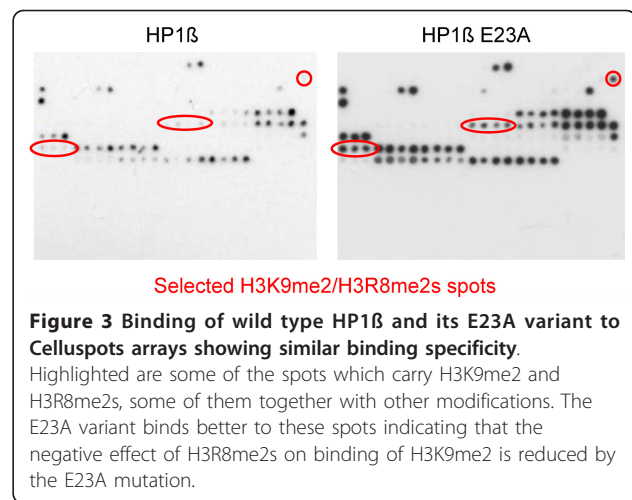 HP1ß
HP1ß E23A
Selected H3K9me2/H3R8me2s spots
Figure 3 Binding of wild type HP1ß and its E23A variant to
Celluspots arrays showing similar binding specificity.
Highlighted are some of the spots which carry H3K9me2 and
H3R8me2s, some of them together with other modifications. The
E23A variant binds better to these spots indicating that the
negative effect of H3R8me2s on binding of H3K9me2 is reduced by
the E23A mutation.